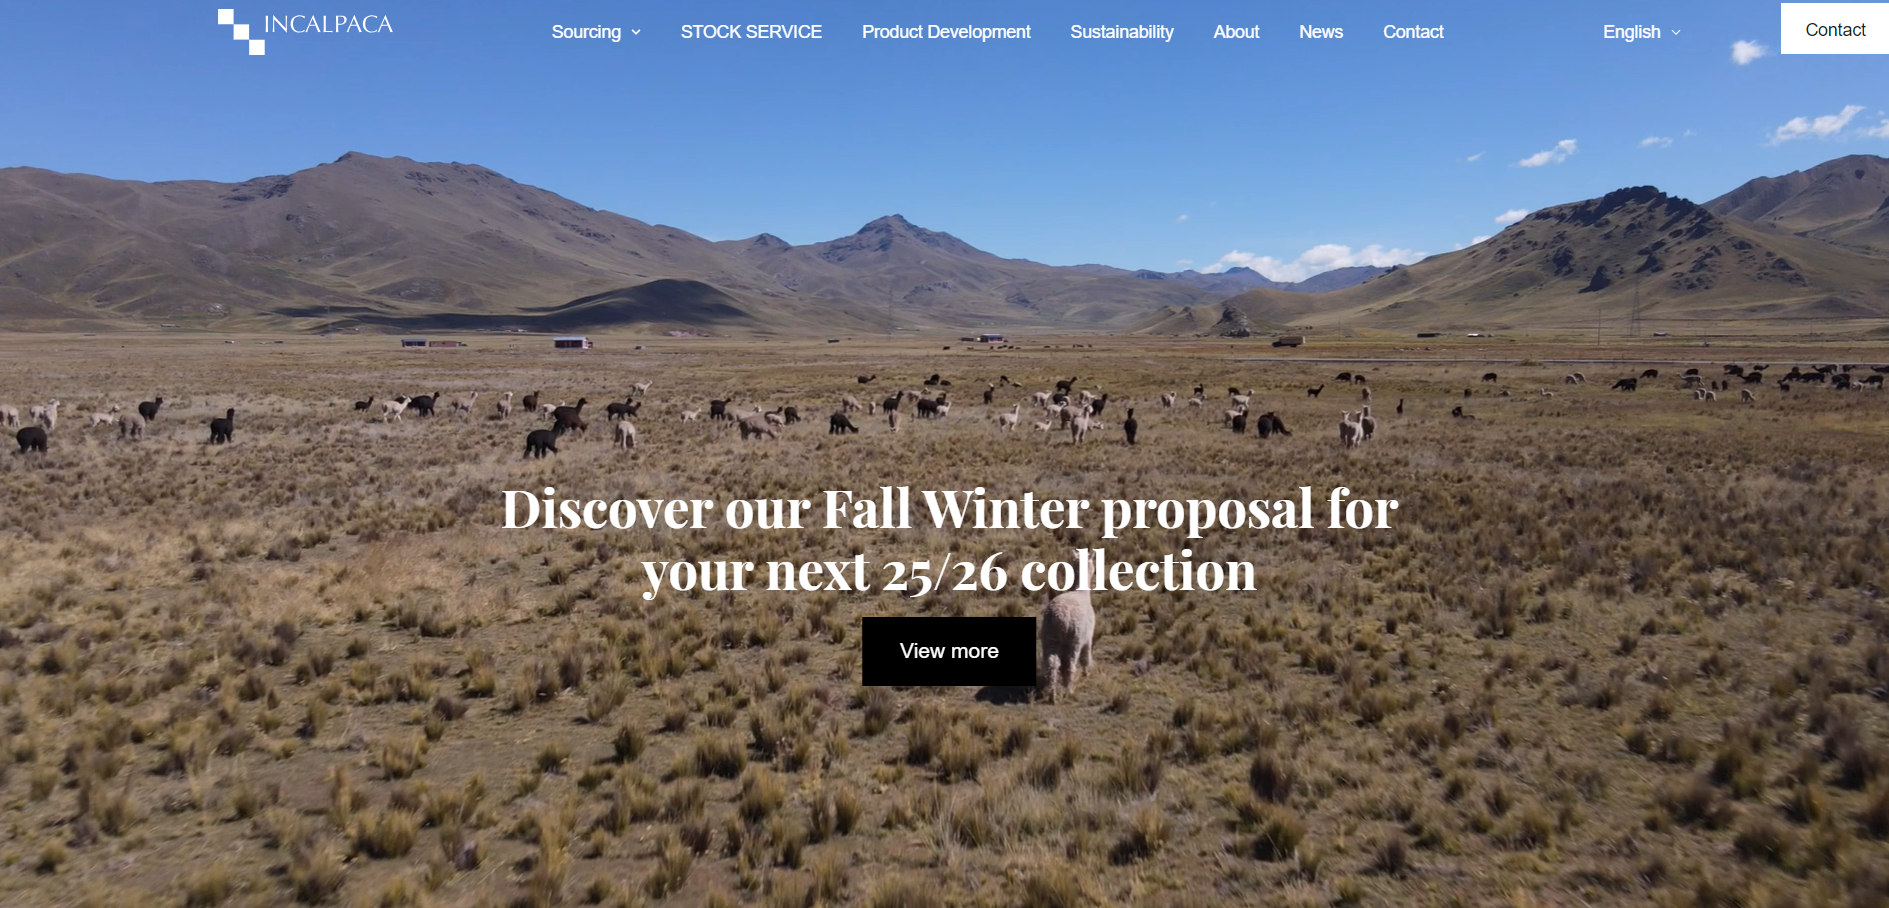 INCALPACA
Sourcing
STOCK SERVICE
Product Development
Sustainability
About
News
Contact
English
Contact
Discover our Fall Winter proposal for
your next 25/26 collection
View more